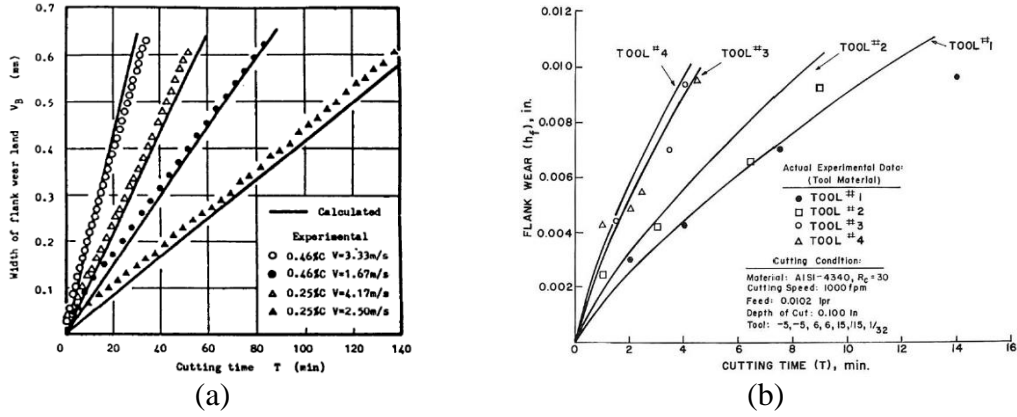 0.7
0.6
0.5
0.4
0.3
0.2
0.1
Width of flank wear land V_B (mm)
Calculated
Experimental
0.46%C V=3.33m/s
0.46%C V=1.67m/s
0.25%C V=4.17m/s
0.25%C V=2.50m/s
0 20 40 60 80 100 120 140
Cutting time T (min)
(a)
0.012
0.010
0.008
0.006
0.004
0.002
0
FLANK WEAR (h_f), in.
TOOL #4
TOOL #3
TOOL #2
TOOL #1
Actual Experimental Data:
(Tool Material)
TOOL #1
TOOL #2
TOOL #3
TOOL #4
Cutting Condition:
Material: AISI-4340, R_C=30
Cutting Speed: 1000 fpm
Feed: 0.0102 ipr
Depth of Cut: 0.100 in
Tool: -5,-5, 6, 6, 15, 15, 1/32
0 2 4 6 8 10 12 14 16
CUTTING TIME (T), min.
(b)